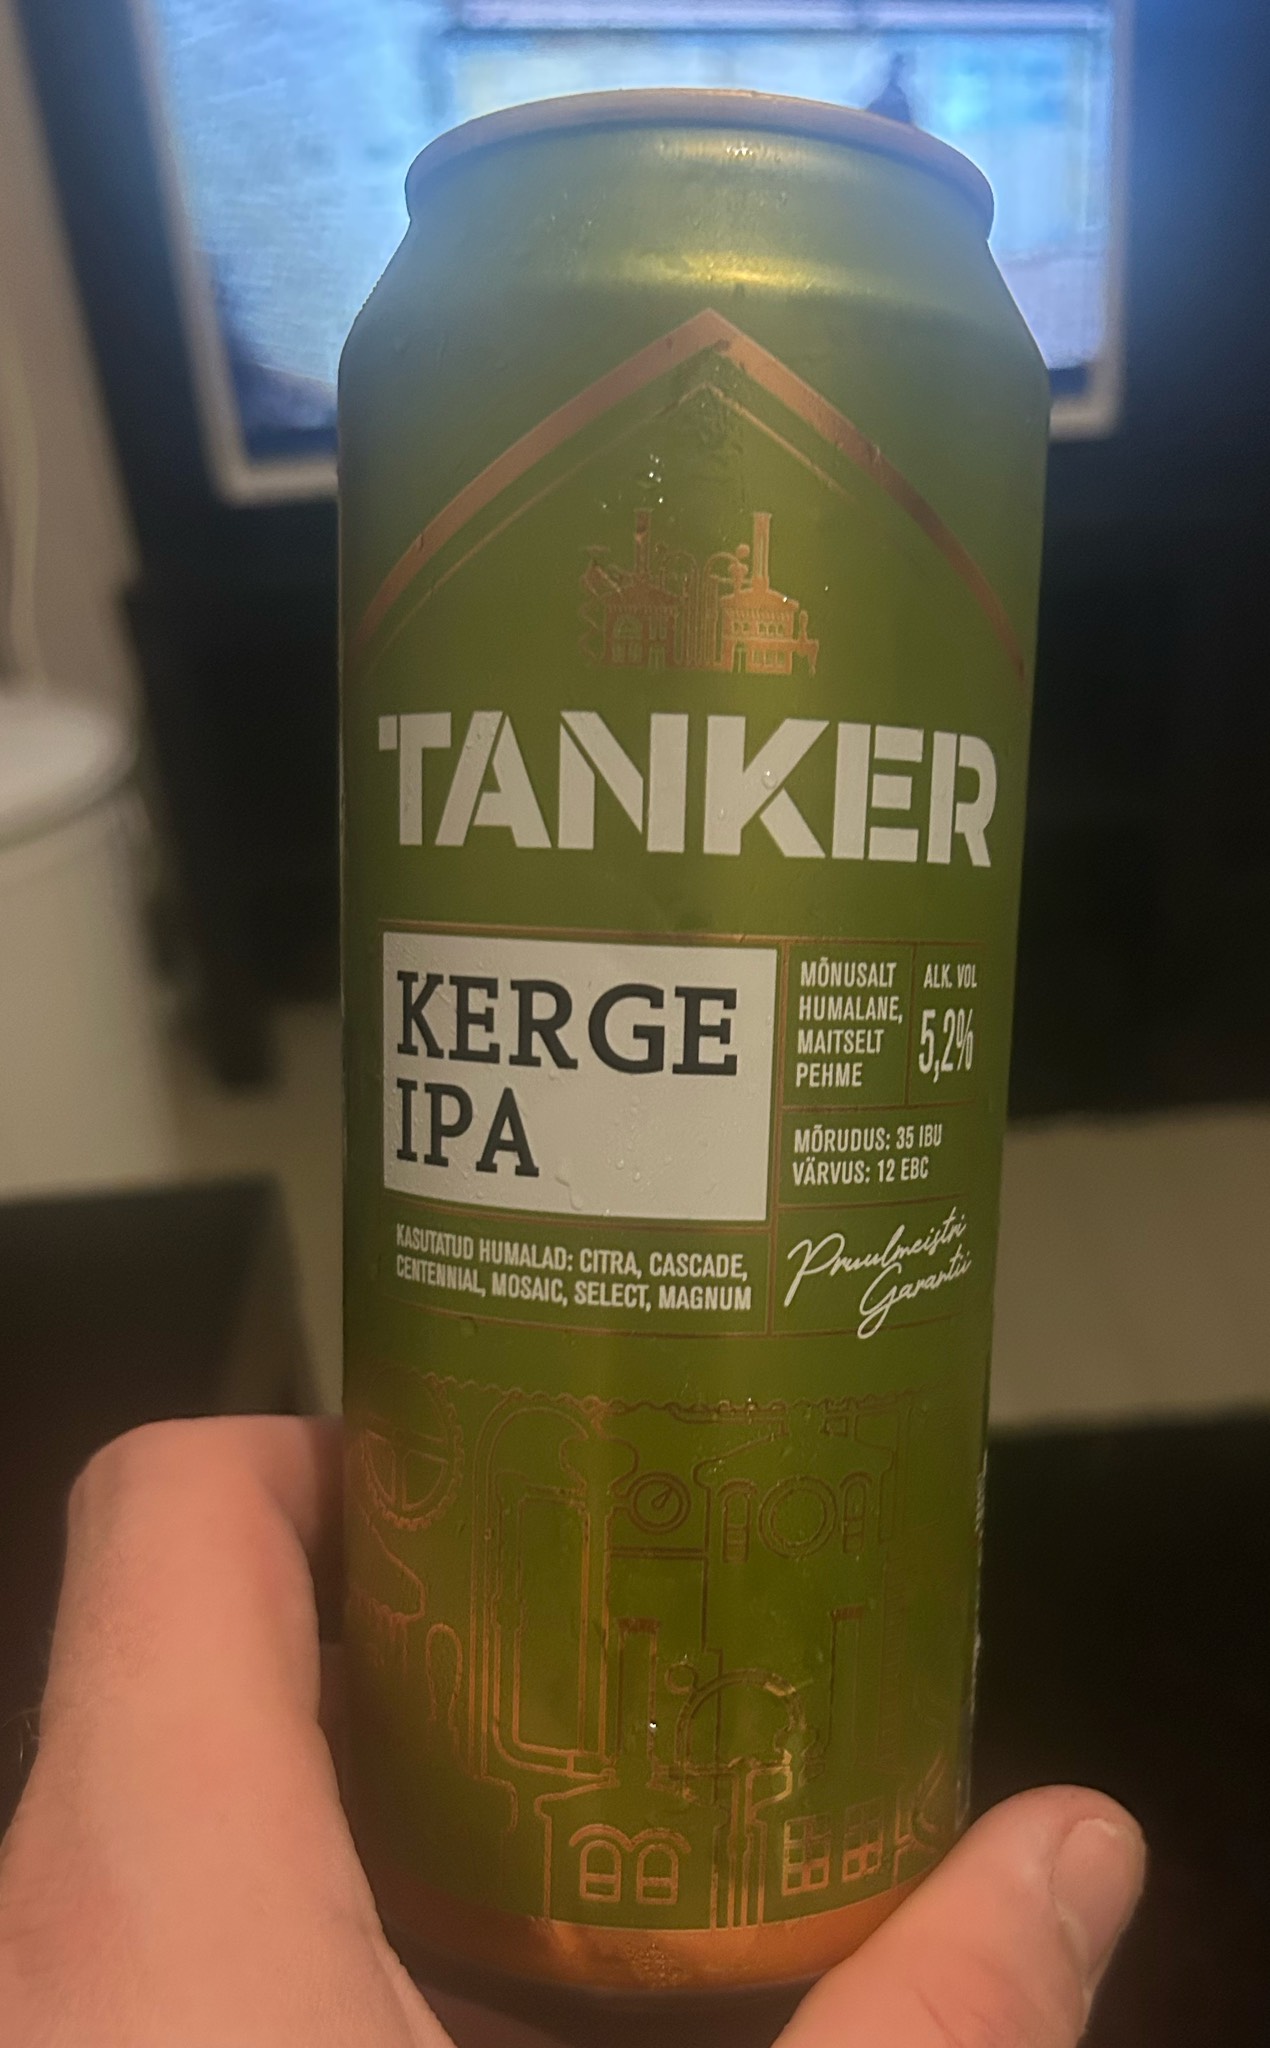 TANKER
KERGE
IPA
MÕNUSALT
HUMALANE,
MAITSELT
PEHME
ALK. VOL
5,2%
MÕRUDUS: 35 IBU
VÄRVUS: 12 EBC
KASUTATUD HUMALAD: CITRA, CASCADE,
CENTENNIAL, MOSAIC, SELECT, MAGNUM
Pruulmeistri
Garantii